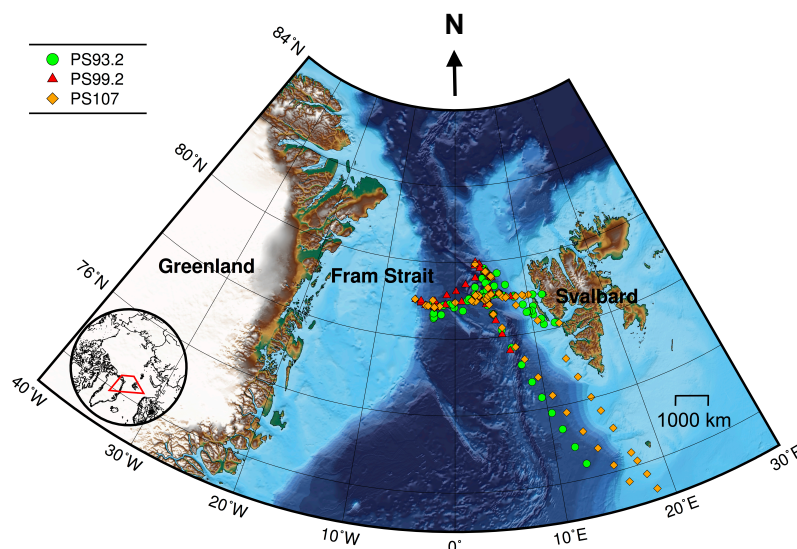 N
84˚N
PS93.2
PS99.2
PS107
80˚N
Greenland
Fram Strait
Svalbard
76˚N
40˚W
1000 km
30˚W
30˚E
20˚W
20˚E
10˚W
10˚E
0˚